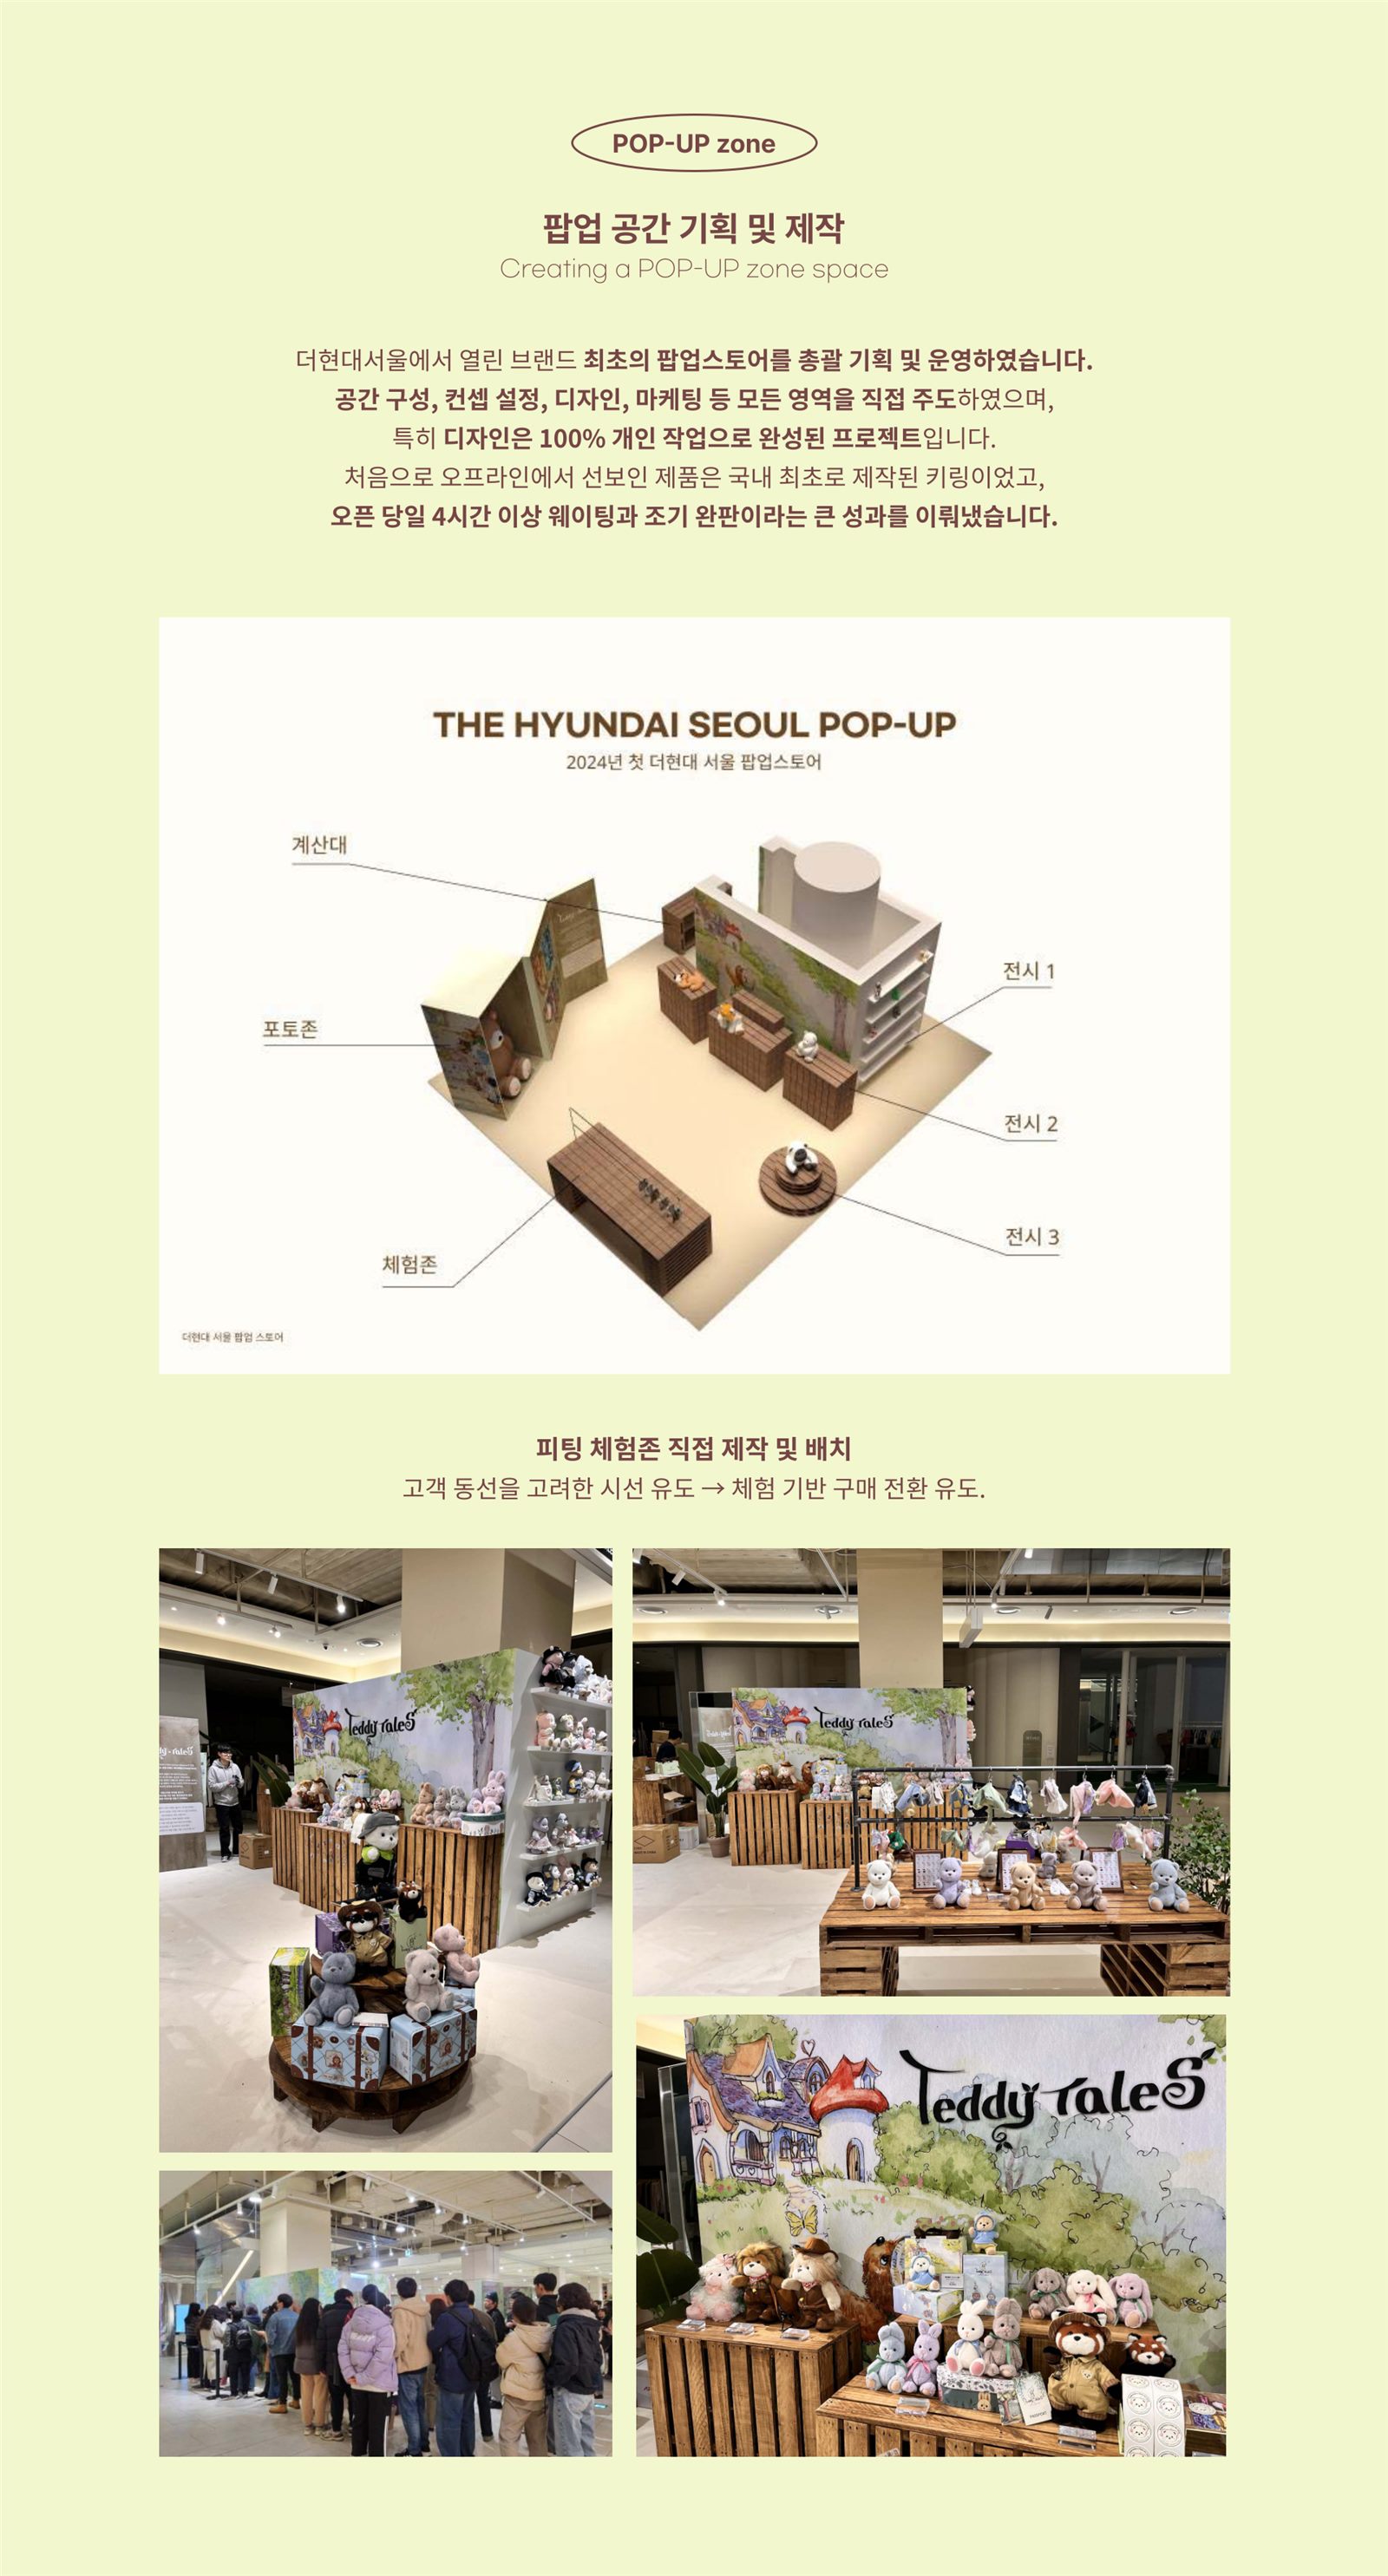 POP-UP zone
팝업 공간 기획 및 제작
Creating a POP-UP zone space
더현대서울에서 열린 브랜드 최초의 팝업스토어를 총괄 기획 및 운영하였습니다.
공간 구성, 컨셉 설정, 디자인, 마케팅 등 모든 영역을 직접 주도하였으며,
특히 디자인은 100% 개인 작업으로 완성된 프로젝트입니다.
처음으로 오프라인에서 선보인 제품은 국내 최초로 제작된 키링이었고,
오픈 당일 4시간 이상 웨이팅과 조기 완판이라는 큰 성과를 이뤄냈습니다.
THE HYUNDAI SEOUL POP-UP
2024년 첫 더현대 서울 팝업스토어
계산대
전시 1
포토존
전시 2
전시 3
체험존
더현대 서울 팝업 스토어
피팅 체험존 직접 제작 및 배치
고객 동선을 고려한 시선 유도 → 체험 기반 구매 전환 유도.
Teddy Tales
Teddy Tales
Teddy Tales